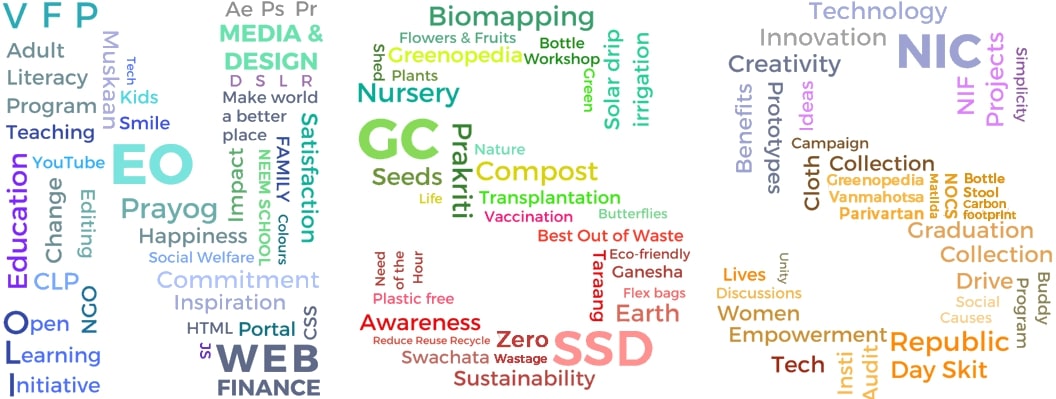 V F P
Adult
Literacy
Program
Teaching
Muskaan
Tech
Kids
Smile
YouTube
EO
Education
Change
Editing
Prayog
Happiness
Social Welfare
CLP
NGO
Commitment
Inspiration
Open
Learning
Initiative
HTML
Portal
CSS
JS
WEB
FINANCE
Ae Ps Pr
MEDIA &
DESIGN
D S L R
Make world
a better
place
Impact
NEEM SCHOOL
FAMILY
Colours
Satisfaction
Biomapping
Flowers & Fruits
Shed
Greenopedia
Bottle
Workshop
Plants
Nursery
Green
Solar drip
irrigation
GC
Prakriti
Nature
Compost
Seeds
Life
Transplantation
Vaccination
Butterflies
Best Out of Waste
Need
of the
Hour
Taraang
Eco-friendly
Ganesha
Plastic free
Flex bags
Earth
Awareness
Reduce Reuse Recycle
Zero
Wastage
SSD
Swachata
Sustainability
Technology
Innovation
NIC
Creativity
Benefits
Prototypes
Ideas
NIF
Projects
Simplicity
Campaign
Cloth
Collection
Greenopedia
Vanmahotsa
Parivartan
Matilda
NOCS
Bottle
Stool
Carbon
footprint
Graduation
Collection
Drive
Unity
Lives
Discussions
Women
Empowerment
Social
Causes
Buddy
Program
Tech
Insti
Audit
Republic
Day Skit